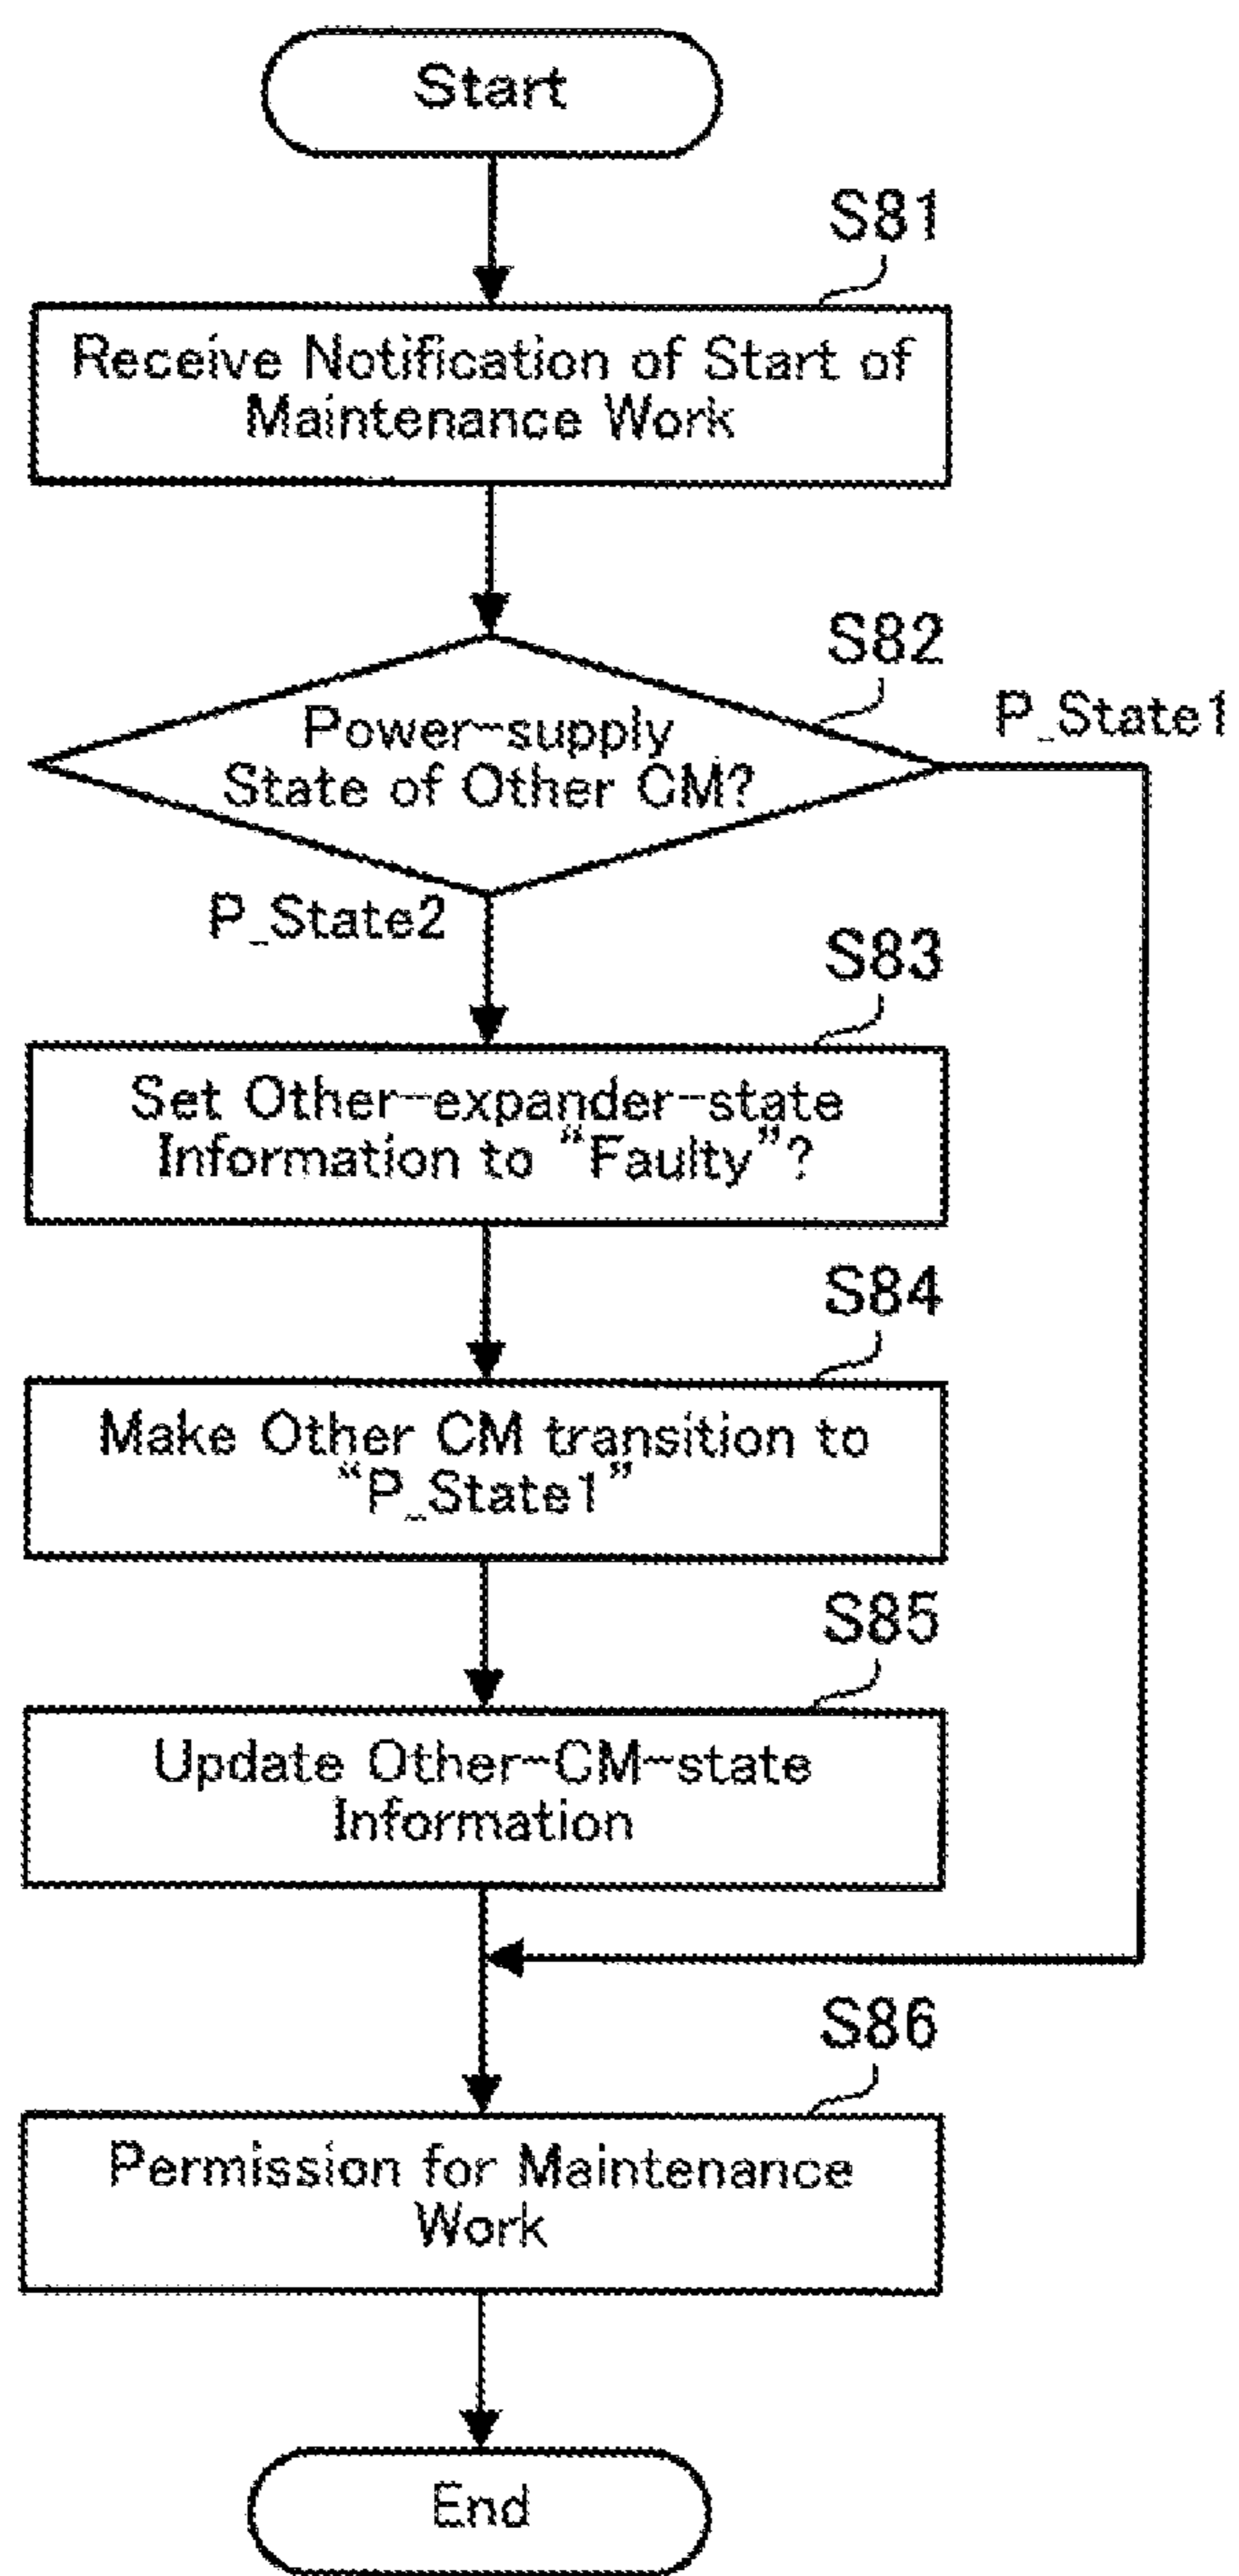 Start
S81
Receive Notification of Start of
Maintenance Work
S82
P_State1
Power-supply
State of Other CM?
P_State2
S83
Set Other-expander-state
Information to “Faulty”?
S84
Make Other CM transition to
“P_State1”
S85
Update Other-CM-state
Information
S86
Permission for Maintenance
Work
End